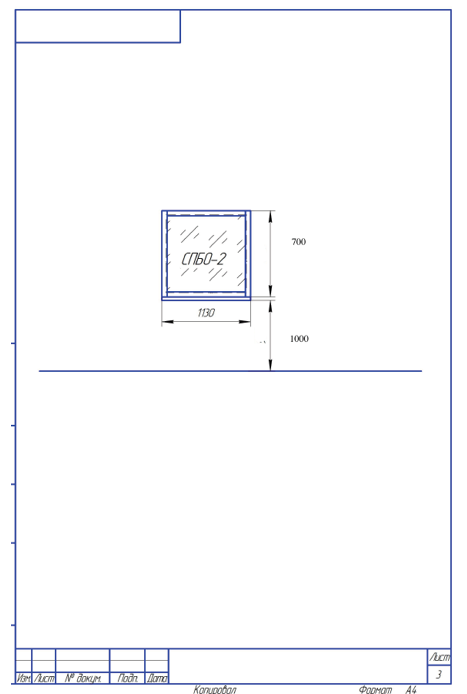 700
СПБО-2
1130
1000
Лист
Изм. Лист № докум. Подп. Дата
3
Копировал Формат А4